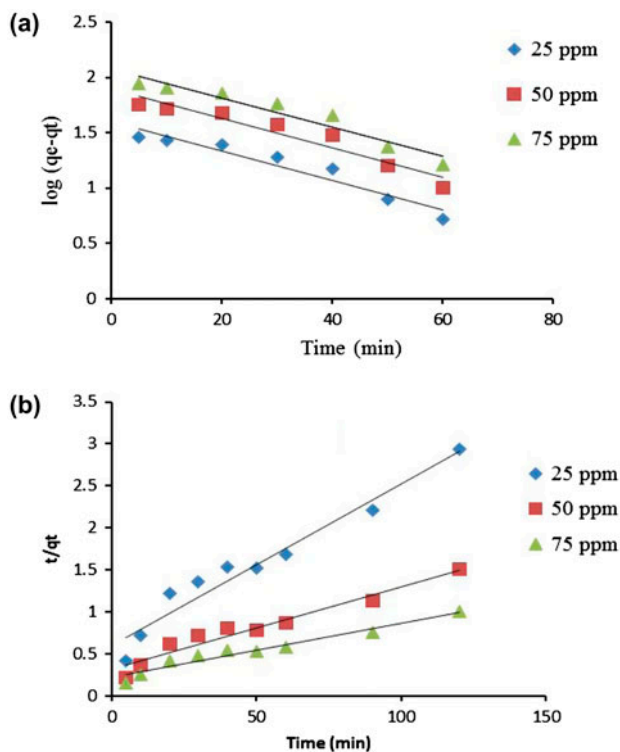 (a)
2.5
2
1.5
1
0.5
0
log (qe-qt)
0 20 40 60 80
Time (min)
25 ppm
50 ppm
75 ppm
(b)
3.5
3
2.5
2
1.5
1
0.5
0
t/qt
0 50 100 150
Time (min)
25 ppm
50 ppm
75 ppm